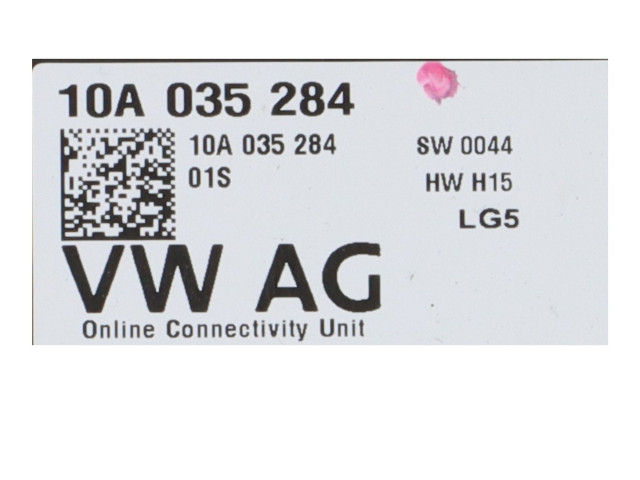 10A 035 284
10A 035 284 SW 0044
01S HW H15
LG5
VW AG
Online Connectivity Unit